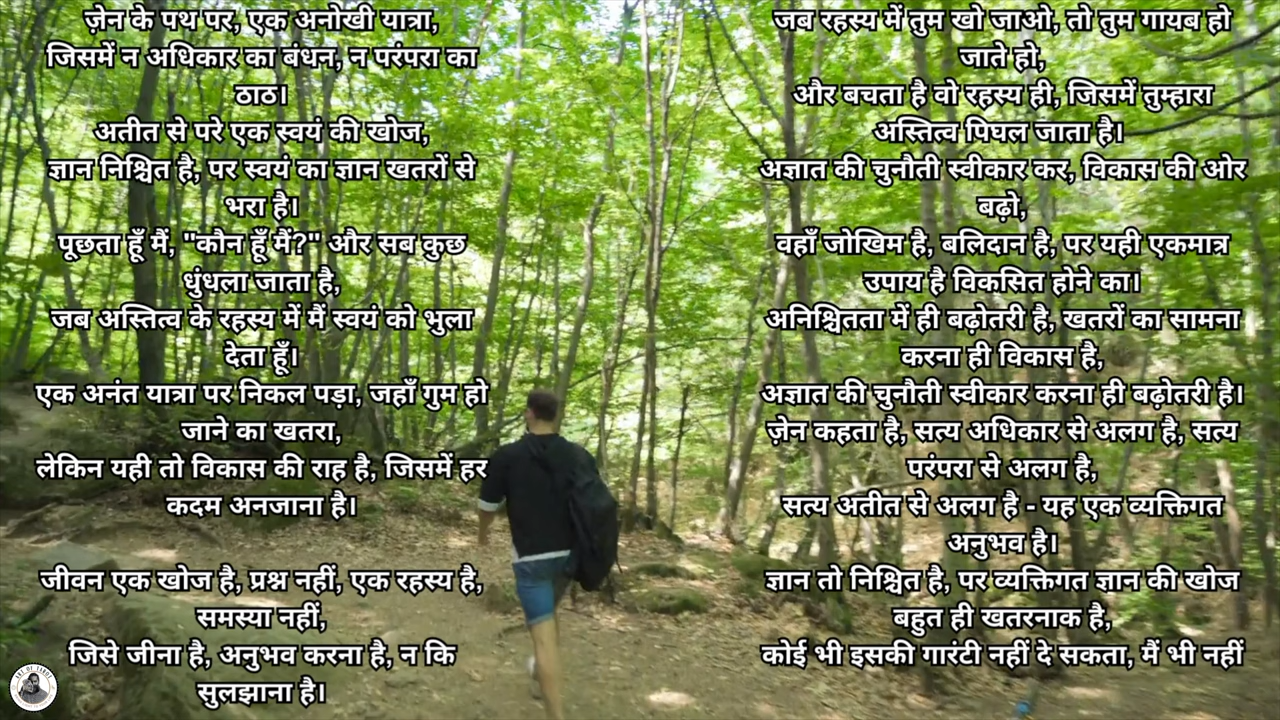 ज़ेन के पथ पर, एक अनोखी यात्रा,
जिसमें न अधिकार का बंधन, न परंपरा का
ठाठ।
अतीत से परे एक स्वयं की खोज,
ज्ञान निश्चित है, पर स्वयं का ज्ञान खतरों से
भरा है।
पूछता हूँ मैं, "कौन हूँ मैं?" और सब कुछ
धुंधला जाता है,
जब अस्तित्व के रहस्य में मैं स्वयं को भुला
देता हूँ।
एक अनंत यात्रा पर निकल पड़ा, जहाँ गुम हो
जाने का खतरा,
लेकिन यही तो विकास की राह है, जिसमें हर
कदम अनजाना है।
जीवन एक खोज है, प्रश्न नहीं, एक रहस्य है,
समस्या नहीं,
जिसे जीना है, अनुभव करना है, न कि
सुलझाना है।
जब रहस्य में तुम खो जाओ, तो तुम गायब हो
जाते हो,
और बचता है वो रहस्य ही, जिसमें तुम्हारा
अस्तित्व पिघल जाता है।
अज्ञात की चुनौती स्वीकार कर, विकास की ओर
बढ़ो,
वहाँ जोखिम है, बलिदान है, पर यही एकमात्र
उपाय है विकसित होने का।
अनिश्चितता में ही बढ़ोतरी है, खतरों का सामना
करना ही विकास है,
अज्ञात की चुनौती स्वीकार करना ही बढ़ोतरी है।
ज़ेन कहता है, सत्य अधिकार से अलग है, सत्य
परंपरा से अलग है,
सत्य अतीत से अलग है - यह एक व्यक्तिगत
अनुभव है।
ज्ञान तो निश्चित है, पर व्यक्तिगत ज्ञान की खोज
बहुत ही खतरनाक है,
कोई भी इसकी गारंटी नहीं दे सकता, मैं भी नहीं